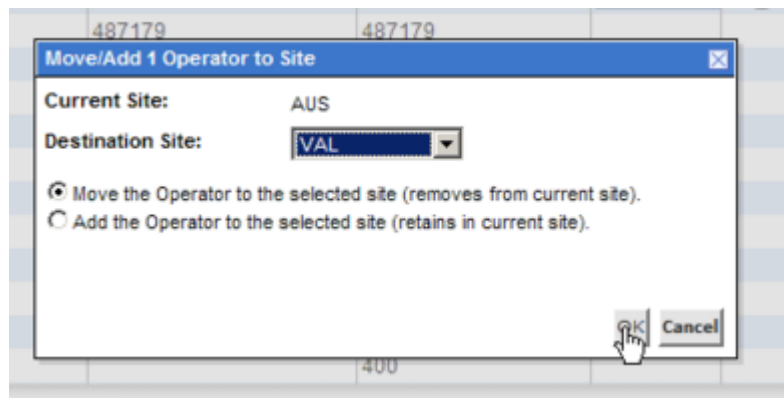 487179 487179
Move/Add 1 Operator to Site
Current Site: AUS
Destination Site: VAL
Move the Operator to the selected site (removes from current site).
Add the Operator to the selected site (retains in current site).
OK Cancel
400